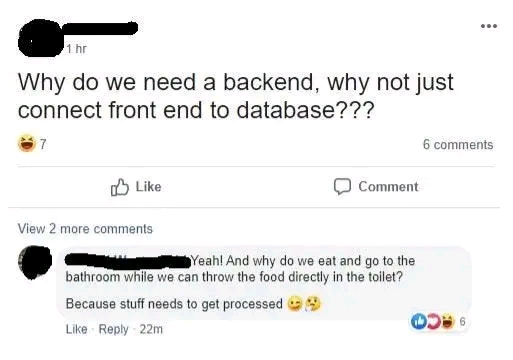 1 hr
Why do we need a backend, why not just
connect front end to database???
7
6 comments
Like
Comment
View 2 more comments
Yeah! And why do we eat and go to the
bathroom while we can throw the food directly in the toilet?
Because stuff needs to get processed 😄🤔
Like · Reply · 22m
6